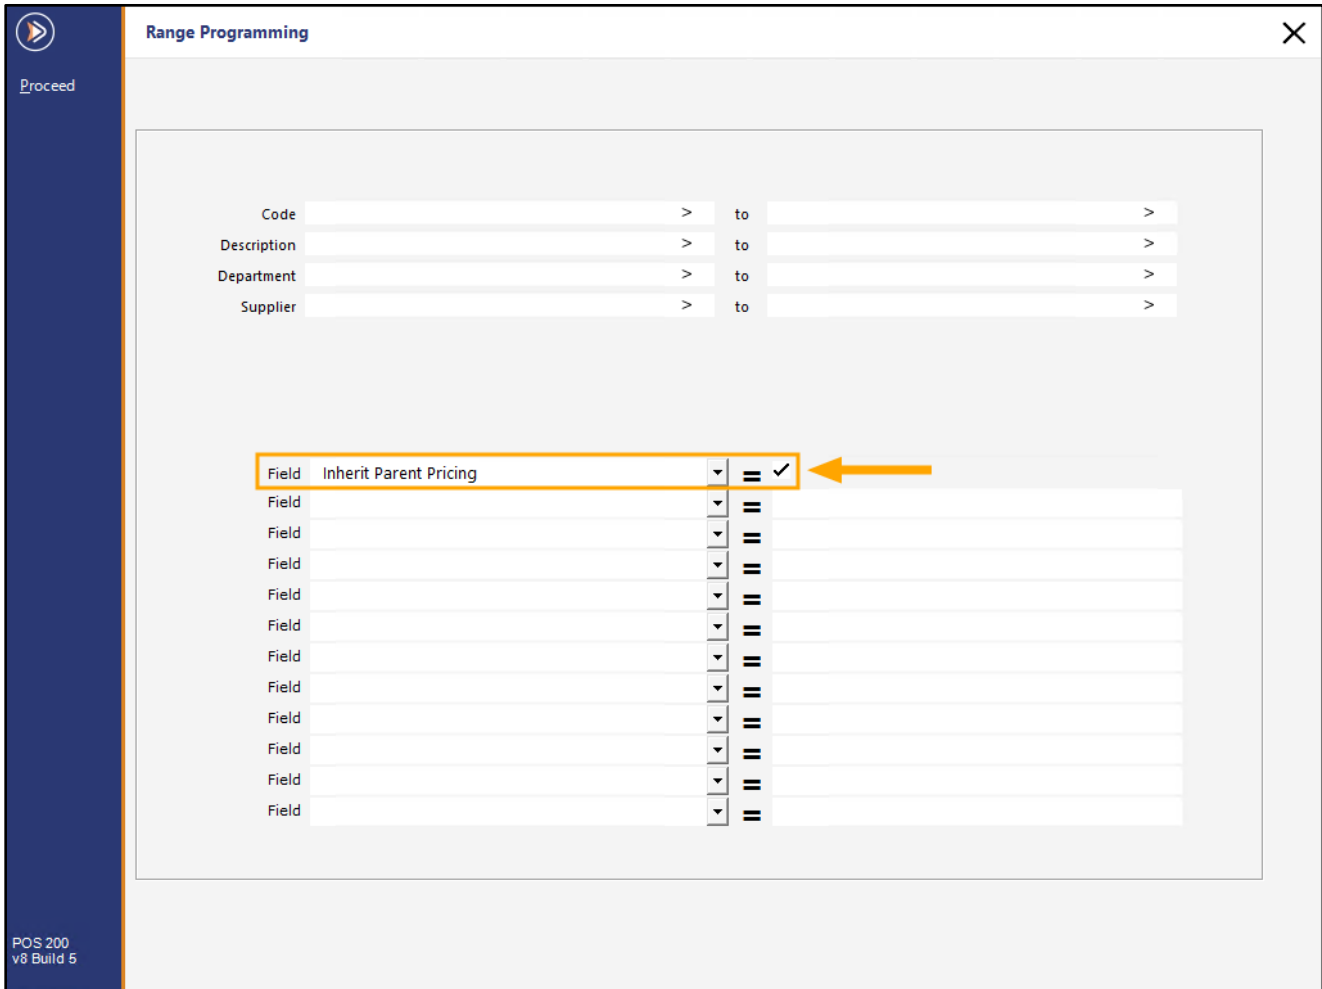 Range Programming
Proceed
Code > to >
Description > to >
Department > to >
Supplier > to >
Field Inherit Parent Pricing = ✓
Field =
Field =
Field =
Field =
Field =
Field =
Field =
Field =
Field =
Field =
Field =
POS 200
v8 Build 5